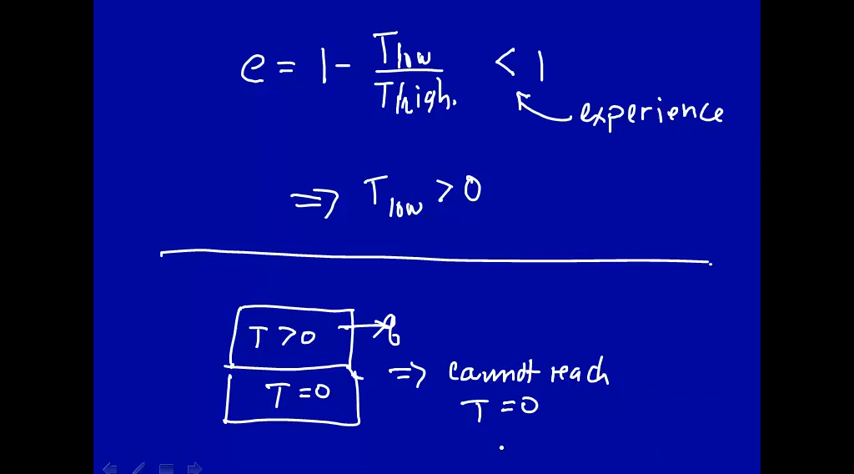 e = 1 - Tlow/Thigh. < 1
experience
⇒ Tlow > 0
T > 0 → q
⇒ cannot reach
T = 0
T = 0